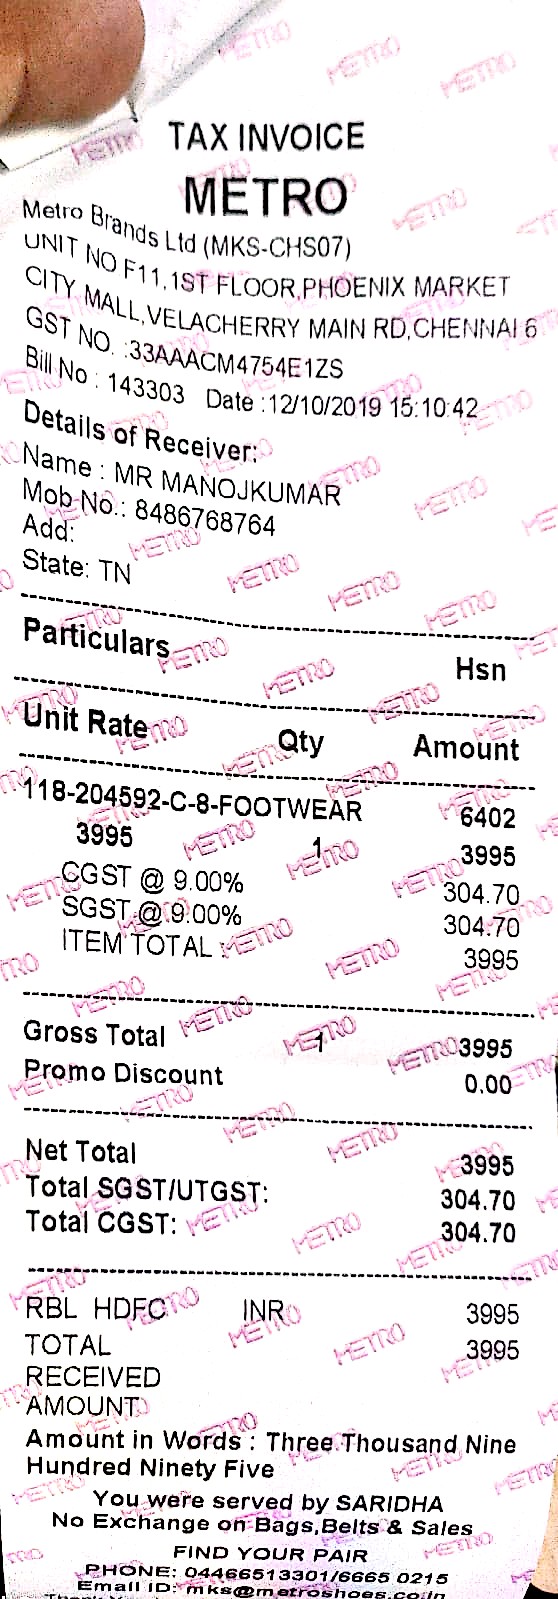 TAX INVOICE
METRO
Metro Brands Ltd (MKS-CHS07)
UNIT NO F11,1ST FLOOR,PHOENIX MARKET
CITY MALL,VELACHERRY MAIN RD,CHENNAI 6
GST NO. :33AAACM4754E1ZS
Bill No : 143303 Date :12/10/2019 15:10:42
Details of Receiver:
Name : MR MANOJKUMAR
Mob No.: 8486768764
Add:
State: TN
Particulars Hsn
Unit Rate Qty Amount
118-204592-C-8-FOOTWEAR 6402
3995 1 3995
CGST @ 9.00% 304.70
SGST @ 9.00% 304.70
ITEM TOTAL : 3995
Gross Total 1 3995
Promo Discount 0.00
Net Total 3995
Total SGST/UTGST: 304.70
Total CGST: 304.70
RBL HDFC INR 3995
TOTAL 3995
RECEIVED
AMOUNT
Amount in Words : Three Thousand Nine
Hundred Ninety Five
You were served by SARIDHA
No Exchange on Bags,Belts & Sales
FIND YOUR PAIR
PHONE: 04466513301/6665 0215
Email ID: mks@metroshoes.co.in